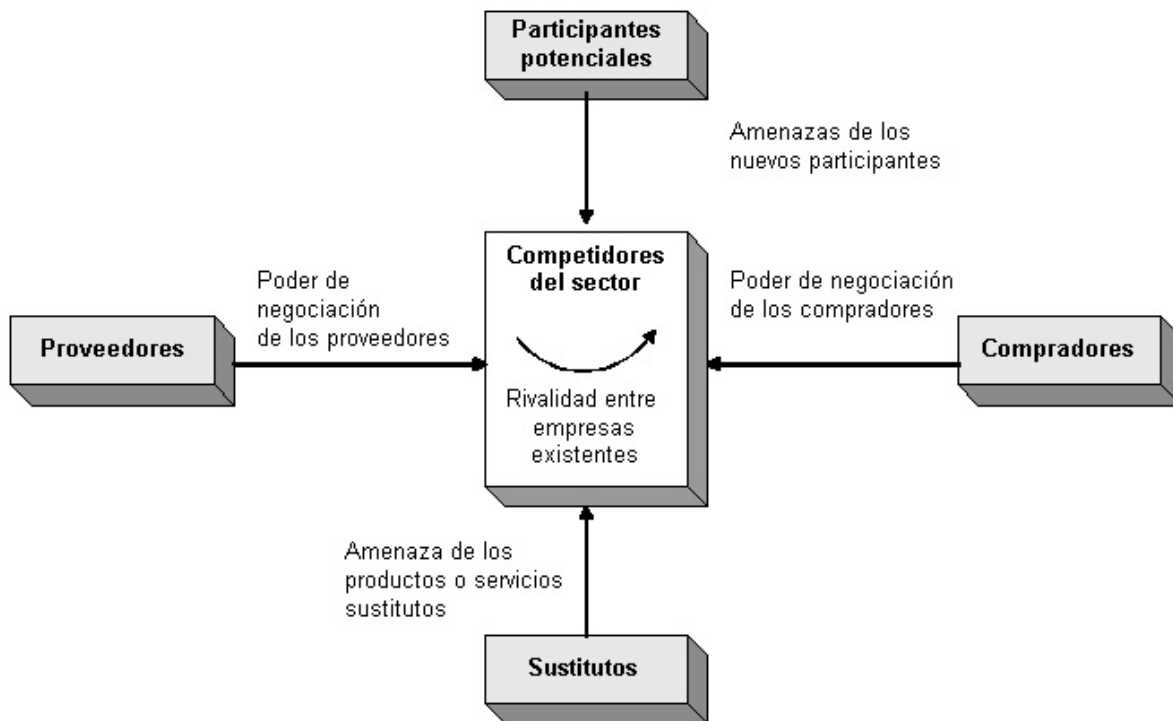 Participantes
potenciales
Amenazas de los
nuevos participantes
Competidores
del sector
Poder de
negociación
de los proveedores
Poder de negociación
de los compradores
Proveedores
Compradores
Rivalidad entre
empresas
existentes
Amenaza de los
productos o servicios
sustitutos
Sustitutos